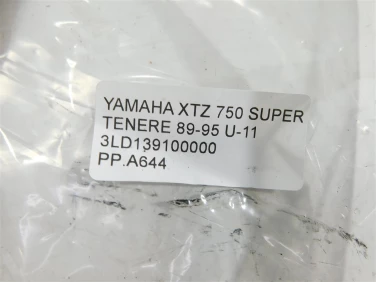 YAMAHA XTZ 750 SUPER
TENERE 89-95 U-11
3LD139100000
PP.A644